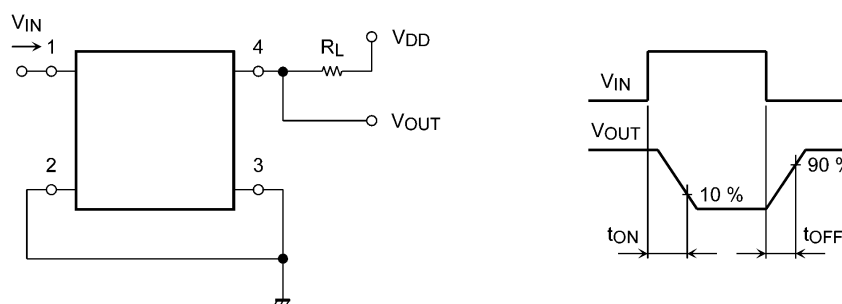 VIN
1
4
RL
VDD
VOUT
2
3
VIN
VOUT
10 %
90 %
tON
tOFF